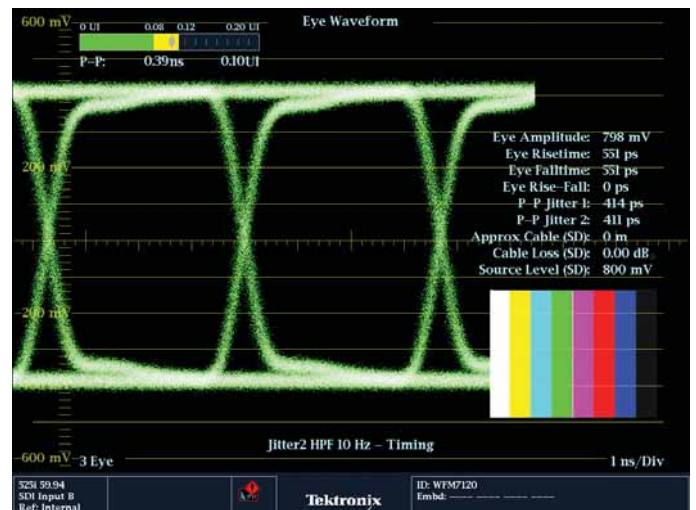 600 mV
Eye Waveform
0 UI 0.08 0.12 0.20 UI
P-P: 0.39ns 0.10UI
200 mV
Eye Amplitude: 798 mV
Eye Risetime: 551 ps
Eye Falltime: 551 ps
Eye Rise-Fall: 0 ps
P-P Jitter 1: 414 ps
P-P Jitter 2: 411 ps
Approx Cable (SD): 0 m
Cable Loss (SD): 0.00 dB
Source Level (SD): 800 mV
-200 mV
Jitter2 HPF 10 Hz - Timing
-600 mV
3 Eye
1 ns/Div
525i 59.94
SDI Input B
Ref: Internal
Tektronix
ID: WFM7120
Embd: ---- ---- ---- ----